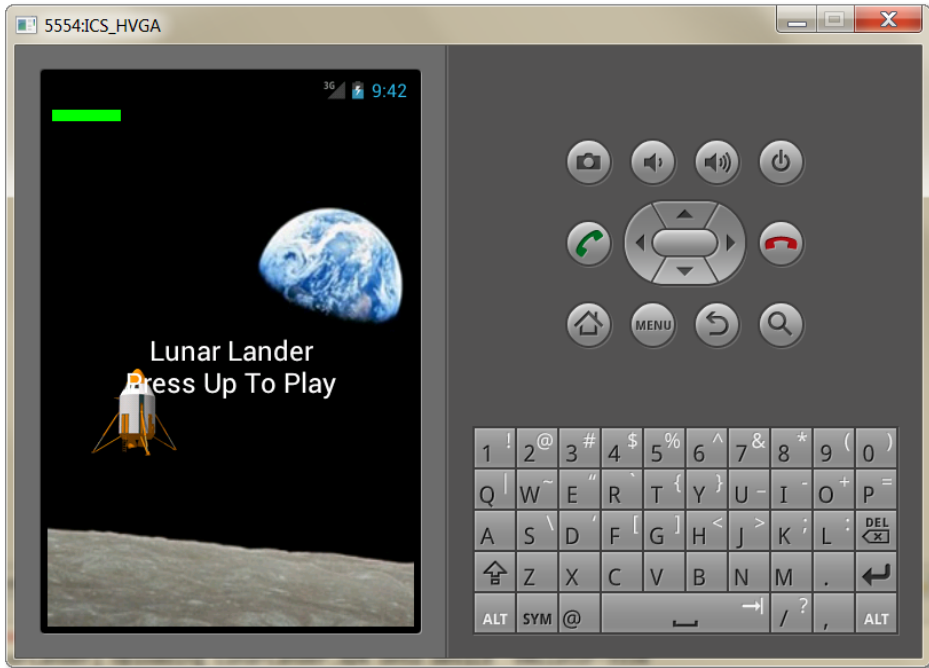 5554:ICS_HVGA
3G 9:42
Lunar Lander
Press Up To Play
MENU
1 ! 2 @ 3 # 4 $ 5 % 6 ^ 7 & 8 * 9 ( 0 )
Q | W ~ E “ R ` T { Y } U _ I - O + P =
A S \ D ‘ F [ G ] H < J > K ; L : DEL
Z X C V B N M .
ALT SYM @ / ? , ALT